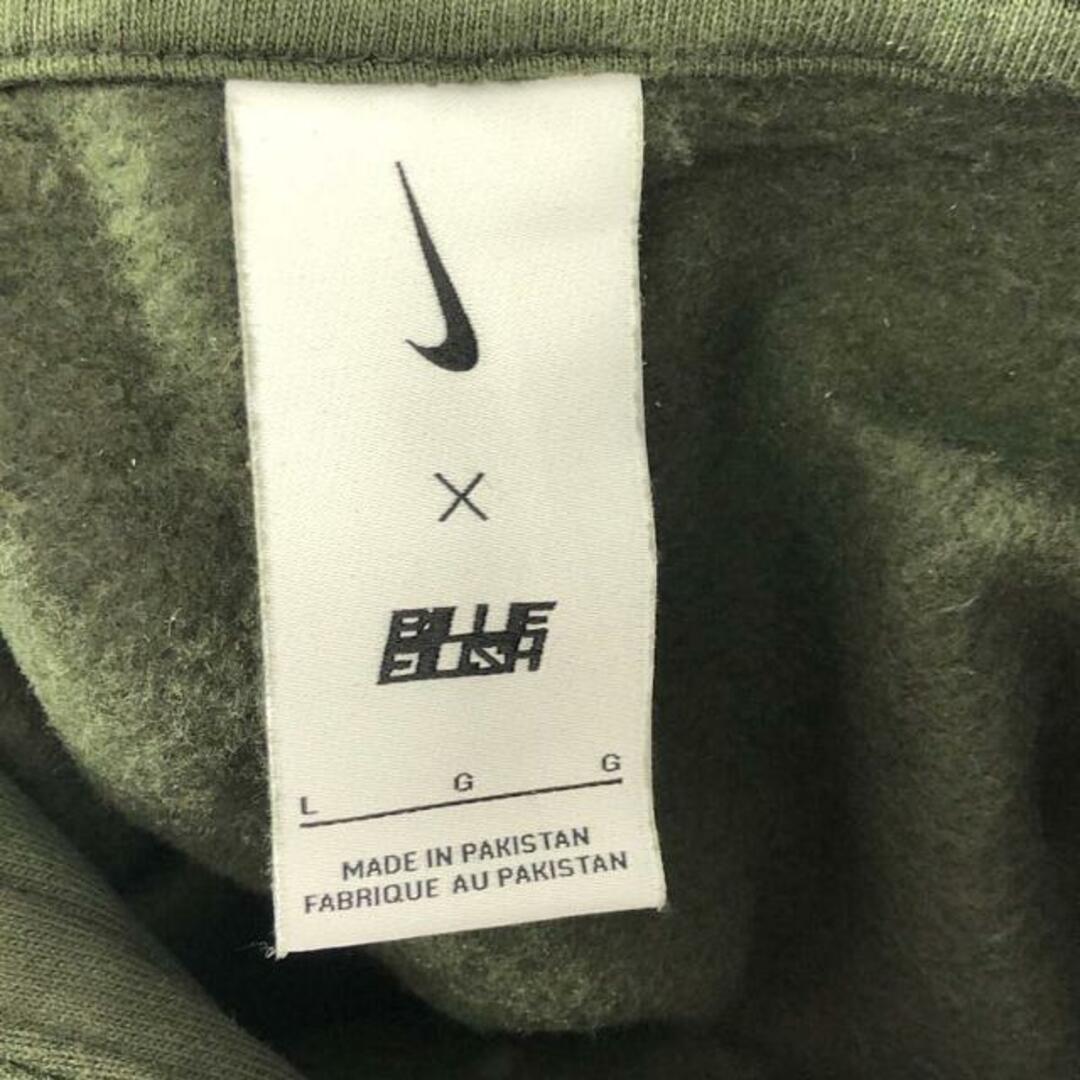 ×
BILLIE
EILISH
L G G
MADE IN PAKISTAN
FABRIQUE AU PAKISTAN